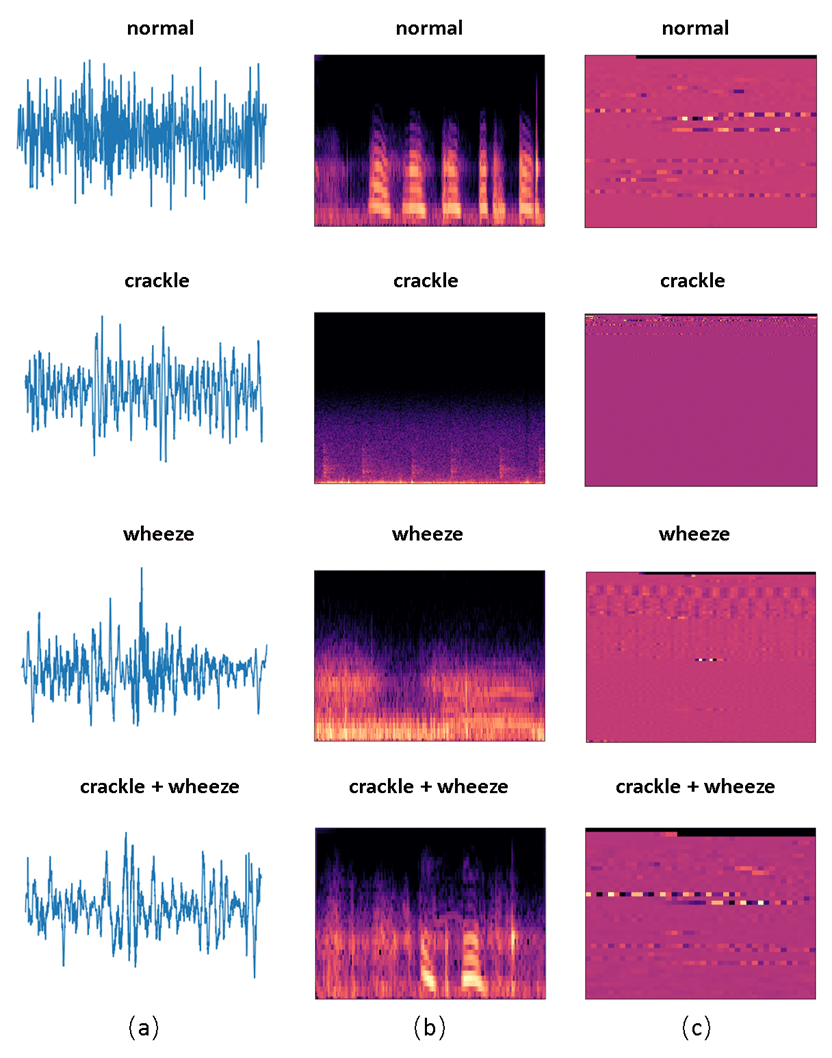 normal normal normal
crackle crackle crackle
wheeze wheeze wheeze
crackle + wheeze crackle + wheeze crackle + wheeze
(a) (b) (c)